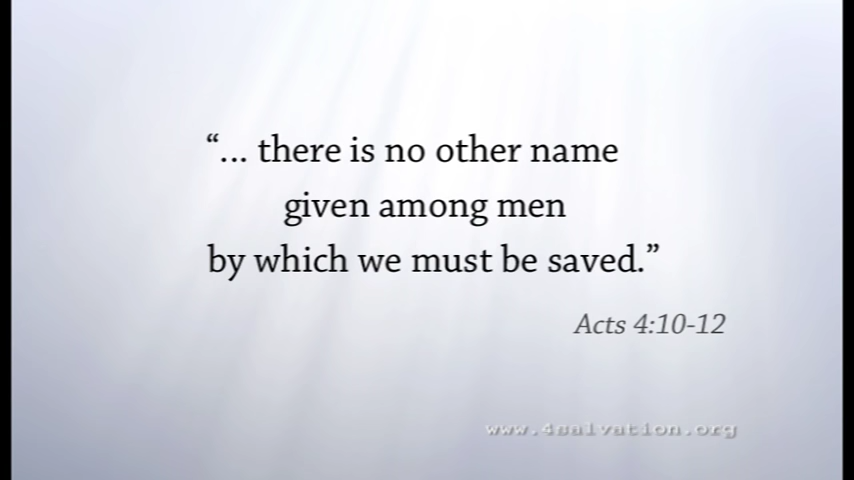 “... there is no other name
given among men
by which we must be saved.”
Acts 4:10-12
www.4salvation.org